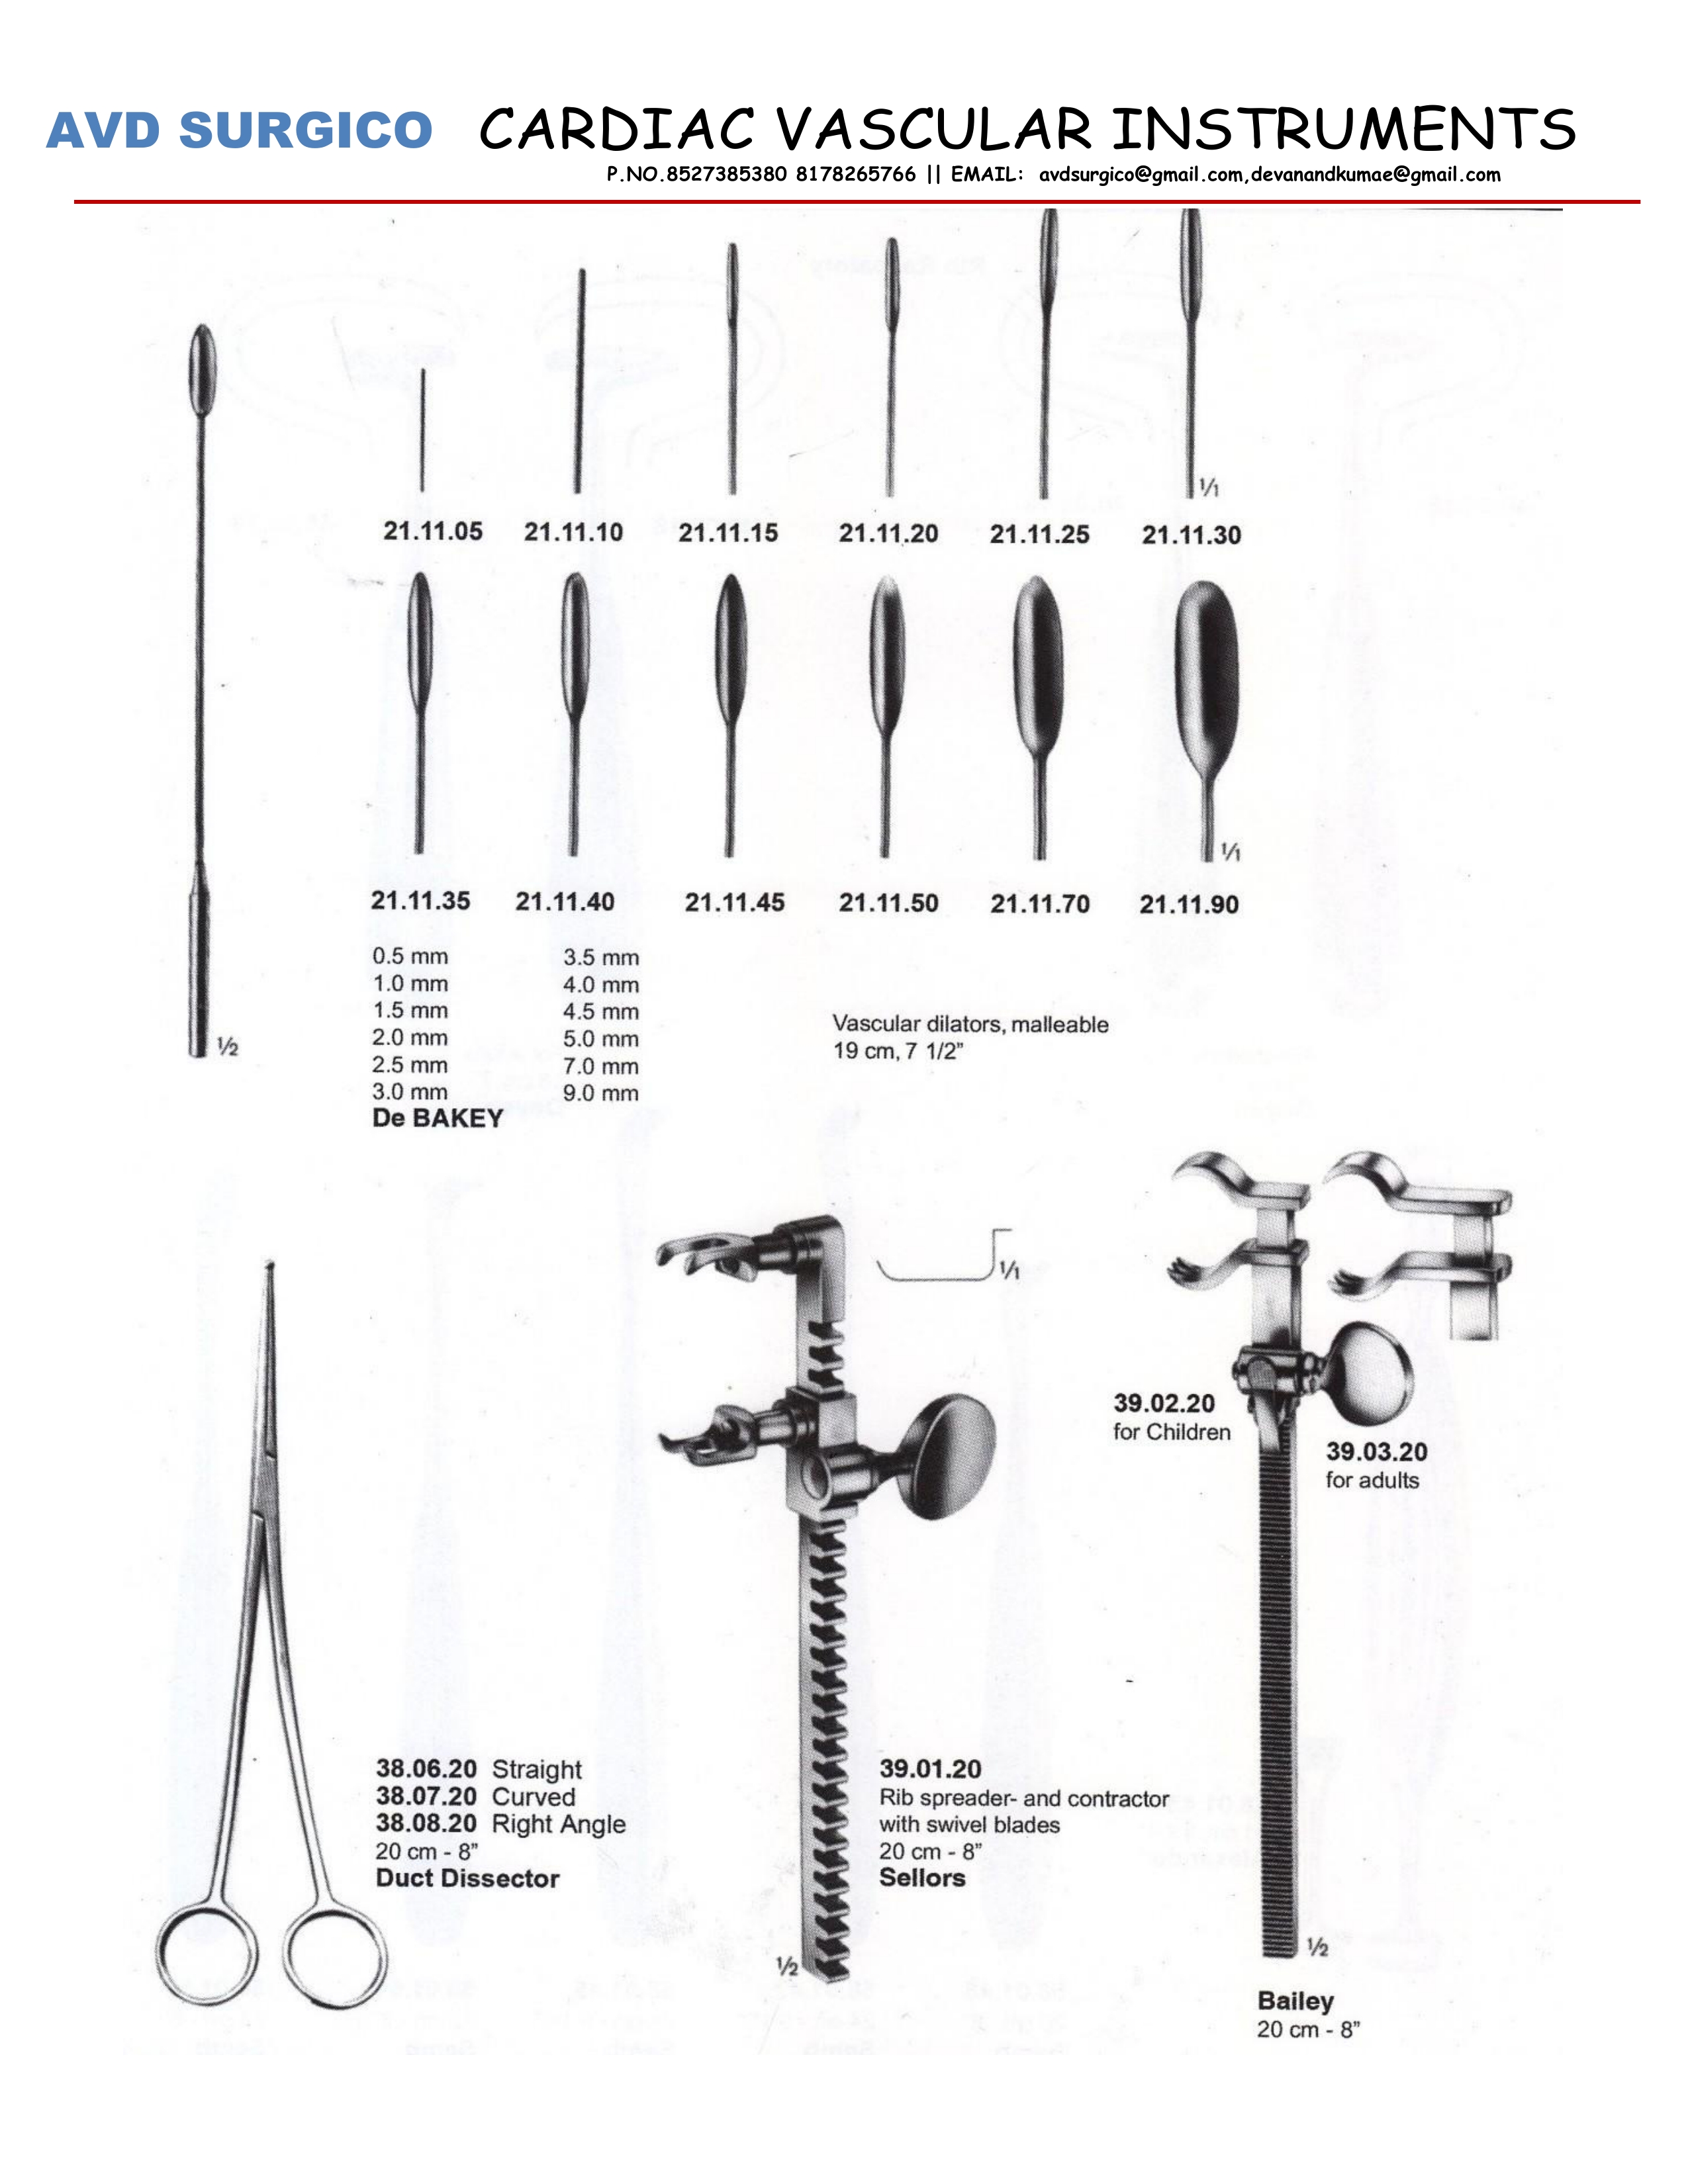 AVD SURGICO CARDIAC VASCULAR INSTRUMENTS
P.NO.8527385380 8178265766 || EMAIL: avdsurgico@gmail.com,devanandkumae@gmail.com
1/1
21.11.05 21.11.10 21.11.15 21.11.20 21.11.25 21.11.30
1/1
21.11.35 21.11.40 21.11.45 21.11.50 21.11.70 21.11.90
0.5 mm 3.5 mm
1.0 mm 4.0 mm
1.5 mm 4.5 mm
2.0 mm 5.0 mm
2.5 mm 7.0 mm
3.0 mm 9.0 mm
De BAKEY
1/2
Vascular dilators, malleable
19 cm, 7 1/2”
1/1
39.02.20
for Children
39.03.20
for adults
38.06.20 Straight
38.07.20 Curved
38.08.20 Right Angle
20 cm - 8”
Duct Dissector
39.01.20
Rib spreader- and contractor
with swivel blades
20 cm - 8”
Sellors
1/2
1/2
Bailey
20 cm - 8”